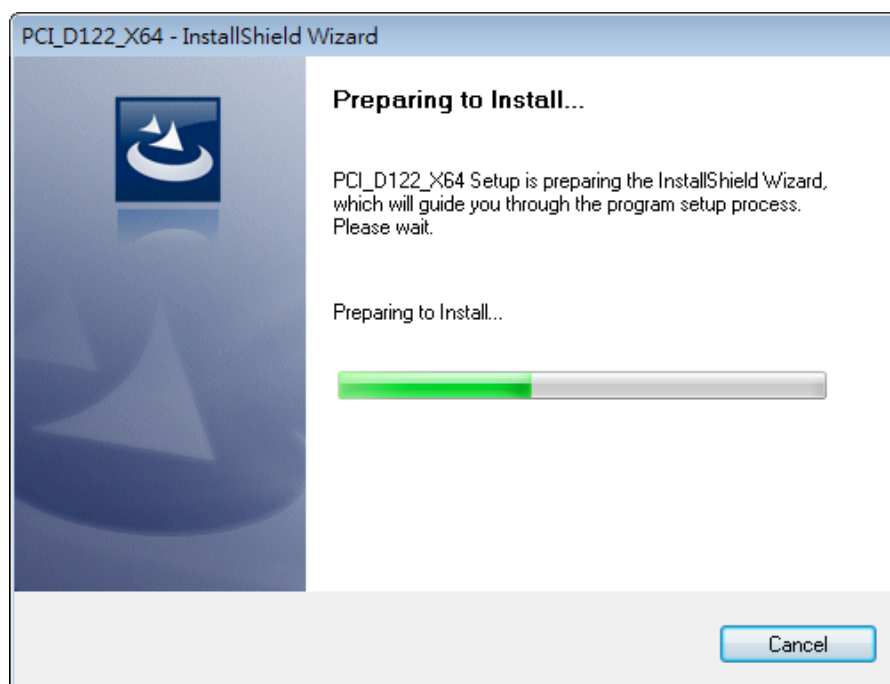 PCI_D122_X64 - InstallShield Wizard
Preparing to Install...
PCI_D122_X64 Setup is preparing the InstallShield Wizard,
which will guide you through the program setup process.
Please wait.
Preparing to Install...
Cancel